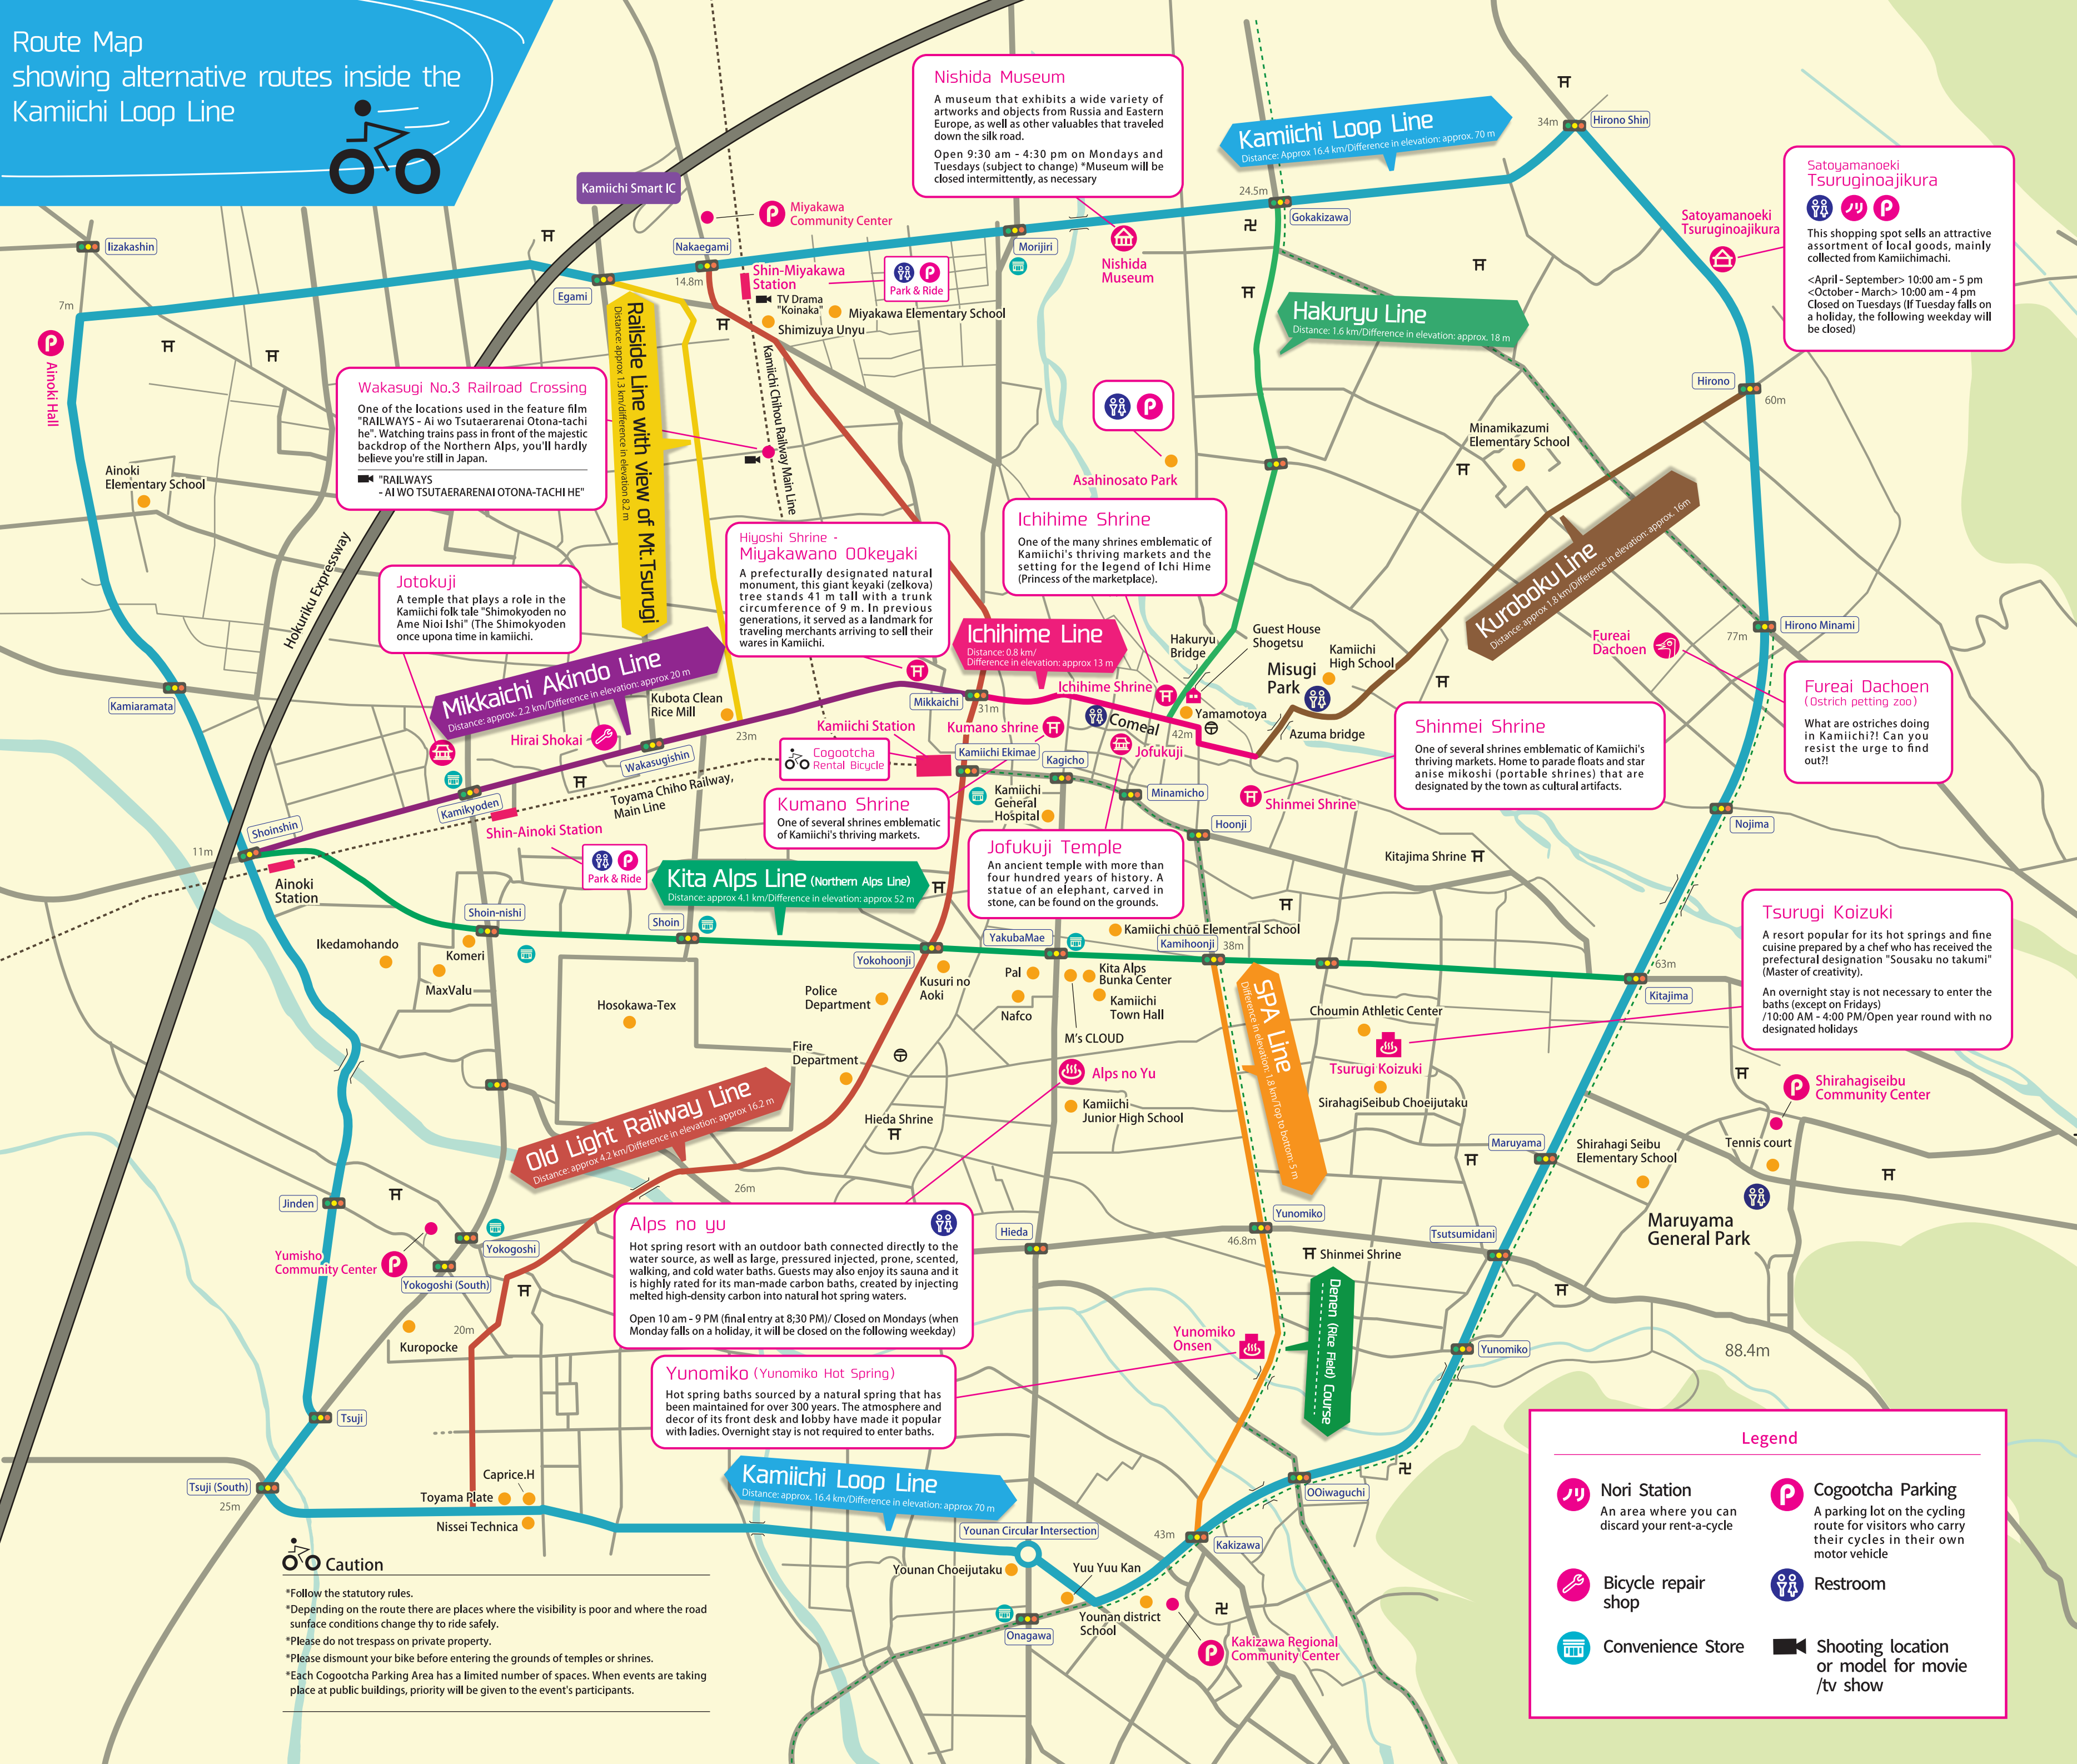 Route Map
showing alternative routes inside the
Kamiichi Loop Line
Nishida Museum
A museum that exhibits a wide variety of
artworks and objects from Russia and Eastern
Europe, as well as other valuables that traveled
down the silk road.
Open 9:30 am - 4:30 pm on Mondays and
Tuesdays (subject to change) *Museum will be
closed intermittently, as necessary
Kamiichi Loop Line
Distance: Approx 16.4 km/Difference in elevation: approx. 70 m
34m
Hirono Shin
Satoyamanoeki
Tsuruginoajikura
ノリ
P
This shopping spot sells an attractive
assortment of local goods, mainly
collected from Kamiichimachi.
<April - September> 10:00 am - 5 pm
<October - March> 10:00 am - 4 pm
Closed on Tuesdays (If Tuesday falls on
a holiday, the following weekday will
be closed)
Satoyamanoeki
Tsuruginoajikura
Kamiichi Smart IC
P
Miyakawa
Community Center
24.5m
Gokakizawa
Iizakashin
Nakaegami
Morijiri
Nishida
Museum
14.8m
Shin-Miyakawa
Station
P
Park & Ride
Egami
TV Drama
"Koinaka"
Miyakawa Elementary School
Shimizuya Unyu
7m
P
Ainoki Hall
Hakuryu Line
Distance: 1.6 km/Difference in elevation: approx. 18 m
Railside Line with view of Mt.Tsurugi
Distance: approx 1.3 km/difference in elevation 8.2 m
Kamiichi Chihou Railway Main Line
Wakasugi No.3 Railroad Crossing
One of the locations used in the feature film
"RAILWAYS - Ai wo Tsutaerarenai Otona-tachi
he". Watching trains pass in front of the majestic
backdrop of the Northern Alps, you'll hardly
believe you're still in Japan.
"RAILWAYS
- AI WO TSUTAERARENAI OTONA-TACHI HE"
Hirono
60m
P
Asahinosato Park
Minamikazumi
Elementary School
Ainoki
Elementary School
Hokuriku Expressway
Kuroboku Line
Distance: approx 1.8 km/Difference in elevation: approx. 16m
Ichihime Shrine
One of the many shrines emblematic of
Kamiichi's thriving markets and the
setting for the legend of Ichi Hime
(Princess of the marketplace).
Hiyoshi Shrine -
Miyakawano OOkeyaki
A prefecturally designated natural
monument, this giant keyaki (zelkova)
tree stands 41 m tall with a trunk
circumference of 9 m. In previous
generations, it served as a landmark for
traveling merchants arriving to sell their
wares in Kamiichi.
Jotokuji
A temple that plays a role in the
Kamiichi folk tale "Shimokyoden no
Ame Nioi Ishi" (The Shimokyoden
once upona time in kamiichi.
Ichihime Line
Distance: 0.8 km/
Difference in elevation: approx 13 m
Hakuryu
Bridge
Guest House
Shogetsu
Misugi
Park
Kamiichi
High School
Fureai
Dachoen
77m
Hirono Minami
Mikkaichi Akindo Line
Distance: approx. 2.2 km/Difference in elevation: approx 20 m
Fureai Dachoen
(Ostrich petting zoo)
What are ostriches doing
in Kamiichi?! Can you
resist the urge to find
out?!
Kubota Clean
Rice Mill
Mikkaichi
31m
Ichihime Shrine
Kamiaramata
Hirai Shokai
23m
Kamiichi Station
Kumano shrine
Comeal
Yamamotoya
42m
Azuma bridge
Wakasugishin
Cogootcha
Rental Bicycle
Kamiichi Ekimae
Kagicho
Jofukuji
Shinmei Shrine
One of several shrines emblematic of Kamiichi's
thriving markets. Home to parade floats and star
anise mikoshi (portable shrines) that are
designated by the town as cultural artifacts.
Toyama Chiho Railway,
Main Line
Kamikyoden
Shin-Ainoki Station
Kumano Shrine
One of several shrines emblematic
of Kamiichi's thriving markets.
Kamiichi
General
Hospital
Minamicho
Shinmei Shrine
Hoonji
Nojima
Shoinshin
11m
Ainoki
Station
P
Park & Ride
Kita Alps Line (Northern Alps Line)
Distance: approx 4.1 km/Difference in elevation: approx 52 m
Jofukuji Temple
An ancient temple with more than
four hundred years of history. A
statue of an elephant, carved in
stone, can be found on the grounds.
Kitajima Shrine
Shoin-nishi
Shoin
Ikedamohando
Komeri
MaxValu
Yokohoonji
YakubaMae
Kamiichi chūō Elementral School
Kamihoonji
38m
63m
Kitajima
Tsurugi Koizuki
A resort popular for its hot springs and fine
cuisine prepared by a chef who has received the
prefectural designation "Sousaku no takumi"
(Master of creativity).
An overnight stay is not necessary to enter the
baths (except on Fridays)
/10:00 AM - 4:00 PM/Open year round with no
designated holidays
Hosokawa-Tex
Police
Department
Kusuri no
Aoki
Pal
Nafco
Kita Alps
Bunka Center
Kamiichi
Town Hall
M's CLOUD
SPA Line
Difference in elevation: 1.8 km/Top to bottom: 5 m
Choumin Athletic Center
Tsurugi Koizuki
SirahagiSeibub Choeijutaku
Fire
Department
Alps no Yu
Kamiichi
Junior High School
Hieda Shrine
Old Light Railway Line
Distance: approx 4.2 km/Difference in elevation: approx 16.2 m
26m
P
Shirahagiseibu
Community Center
Tennis court
Maruyama
Shirahagi Seibu
Elementary School
Maruyama
General Park
Jinden
Yumisho
Community Center
P
Yokogoshi
Yokogoshi (South)
Alps no yu
Hot spring resort with an outdoor bath connected directly to the
water source, as well as large, pressured injected, prone, scented,
walking, and cold water baths. Guests may also enjoy its sauna and it
is highly rated for its man-made carbon baths, created by injecting
melted high-density carbon into natural hot spring waters.
Open 10 am - 9 PM (final entry at 8;30 PM)/ Closed on Mondays (when
Monday falls on a holiday, it will be closed on the following weekday)
Hieda
Yunomiko
46.8m
Shinmei Shrine
Tsutsumidani
Denen (Rice Field) Course
20m
Kuropocke
Yunomiko
Onsen
Yunomiko
88.4m
Yunomiko (Yunomiko Hot Spring)
Hot spring baths sourced by a natural spring that has
been maintained for over 300 years. The atmosphere and
decor of its front desk and lobby have made it popular
with ladies. Overnight stay is not required to enter baths.
Tsuji
Tsuji (South)
25m
Caprice.H
Toyama Plate
Nissei Technica
Kamiichi Loop Line
Distance: approx. 16.4 km/Difference in elevation: approx 70 m
OOiwaguchi
Younan Circular Intersection
43m
Kakizawa
Younan Choeijutaku
Yuu Yuu Kan
Younan district
School
Onagawa
P
Kakizawa Regional
Community Center
Caution
*Follow the statutory rules.
*Depending on the route there are places where the visibility is poor and where the road
sunface conditions change thy to ride safely.
*Please do not trespass on private property.
*Please dismount your bike before entering the grounds of temples or shrines.
*Each Cogootcha Parking Area has a limited number of spaces. When events are taking
place at public buildings, priority will be given to the event's participants.
Legend
ノリ
Nori Station
An area where you can
discard your rent-a-cycle
P
Cogootcha Parking
A parking lot on the cycling
route for visitors who carry
their cycles in their own
motor vehicle
Bicycle repair
shop
Restroom
Convenience Store
Shooting location
or model for movie
/tv show